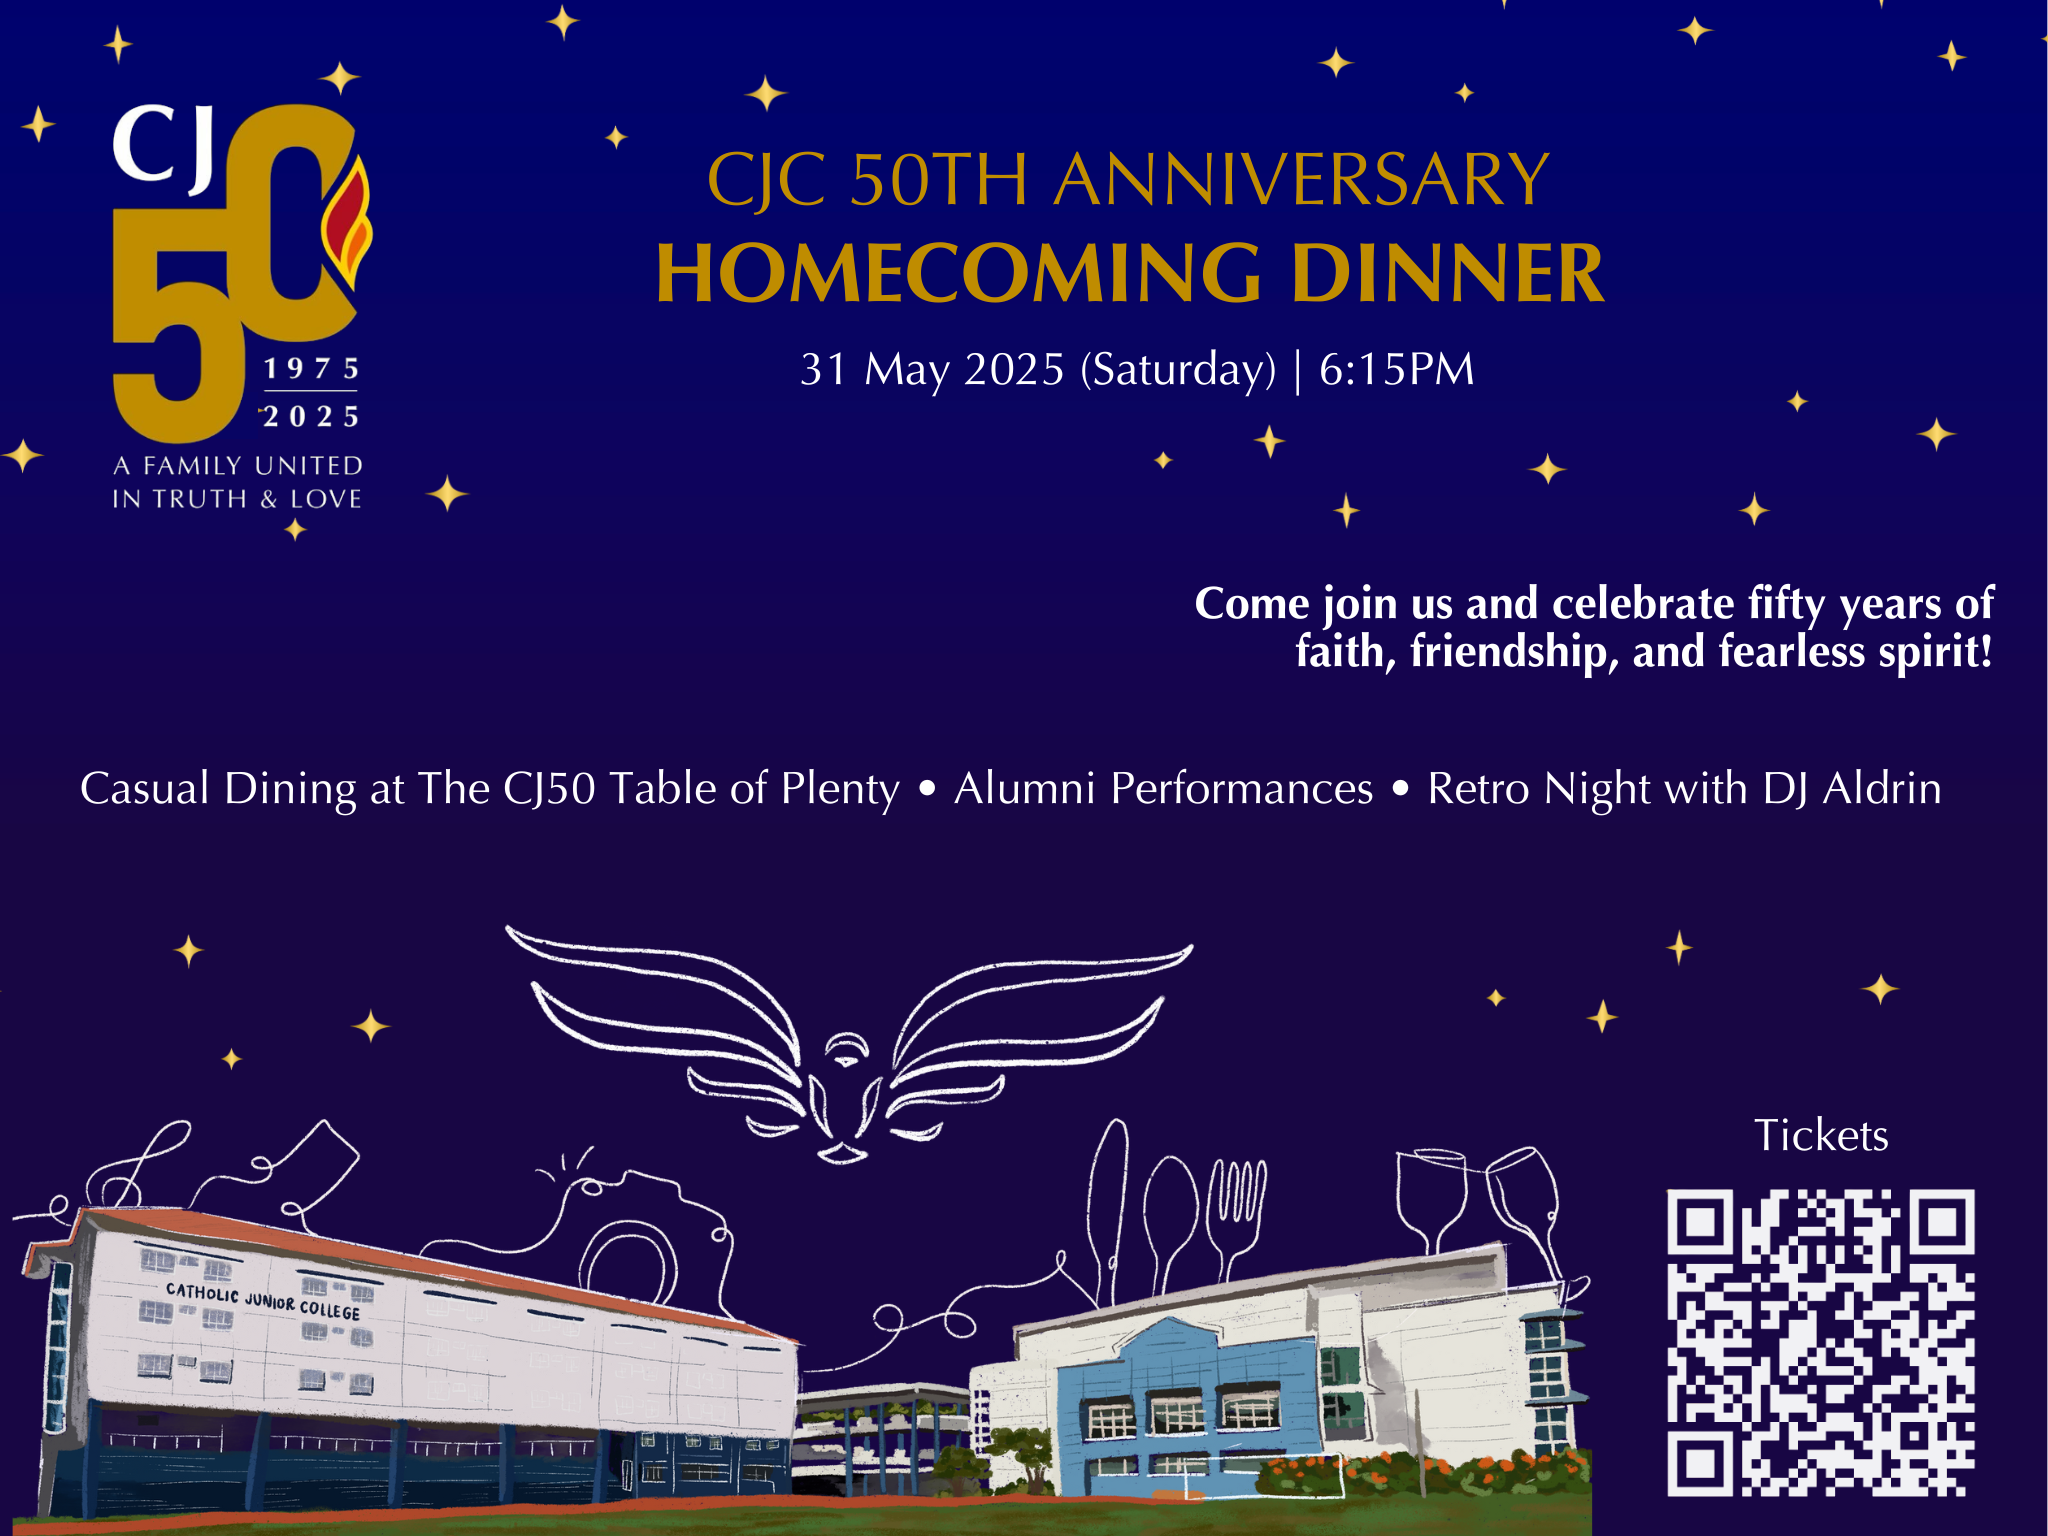 CJ
50
1975
2025
A FAMILY UNITED
IN TRUTH & LOVE
CJC 50TH ANNIVERSARY
HOMECOMING DINNER
31 May 2025 (Saturday) | 6:15PM
Come join us and celebrate fifty years of
faith, friendship, and fearless spirit!
Casual Dining at The CJ50 Table of Plenty • Alumni Performances • Retro Night with DJ Aldrin
Tickets
CATHOLIC JUNIOR COLLEGE